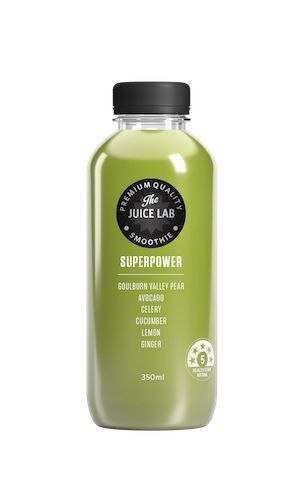 PREMIUM QUALITY
The
JUICE LAB
SMOOTHIE
SUPERPOWER
GOULBURN VALLEY PEAR
AVOCADO
CELERY
CUCUMBER
LEMON
GINGER
5
HEALTH STAR
RATING
350ml